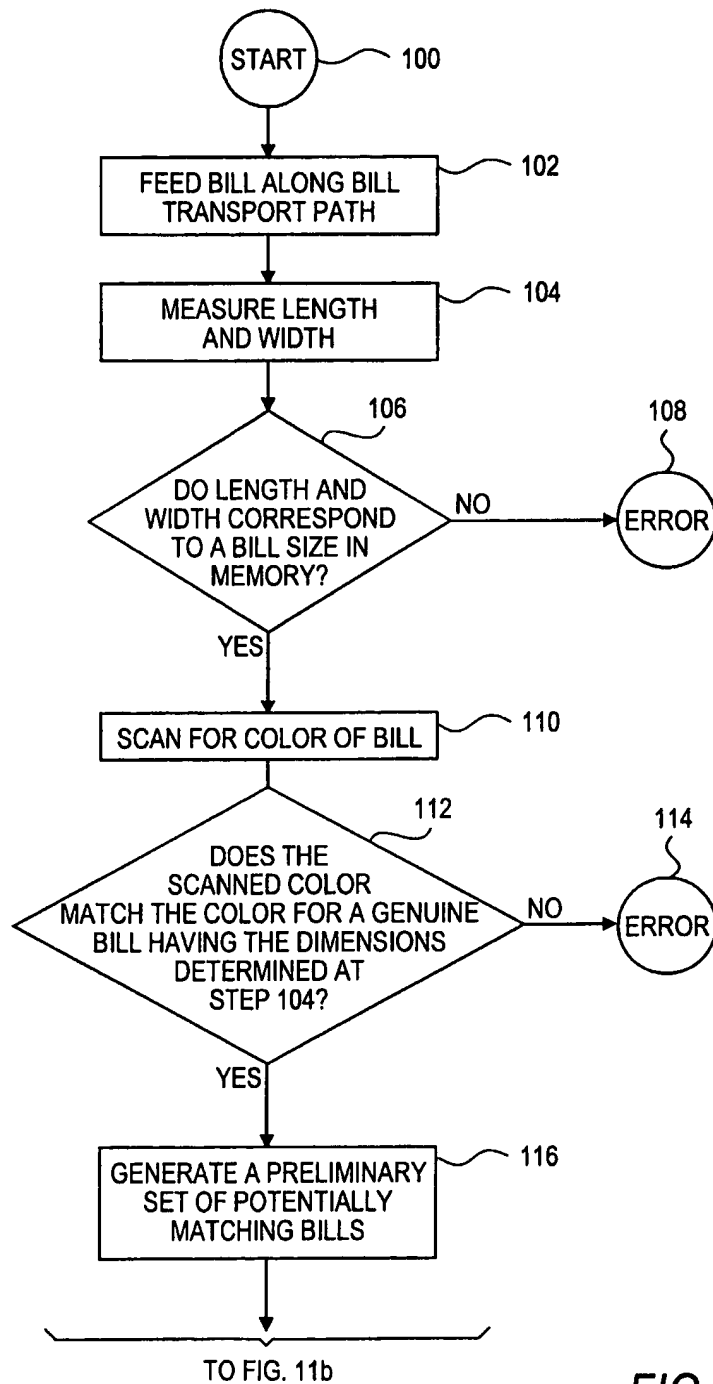 START
100
FEED BILL ALONG BILL
TRANSPORT PATH
102
MEASURE LENGTH
AND WIDTH
104
106
DO LENGTH AND
WIDTH CORRESPOND
TO A BILL SIZE IN
MEMORY?
NO
108
ERROR
YES
SCAN FOR COLOR OF BILL
110
112
DOES THE
SCANNED COLOR
MATCH THE COLOR FOR A GENUINE
BILL HAVING THE DIMENSIONS
DETERMINED AT
STEP 104?
NO
114
ERROR
YES
GENERATE A PRELIMINARY
SET OF POTENTIALLY
MATCHING BILLS
116
TO FIG. 11b